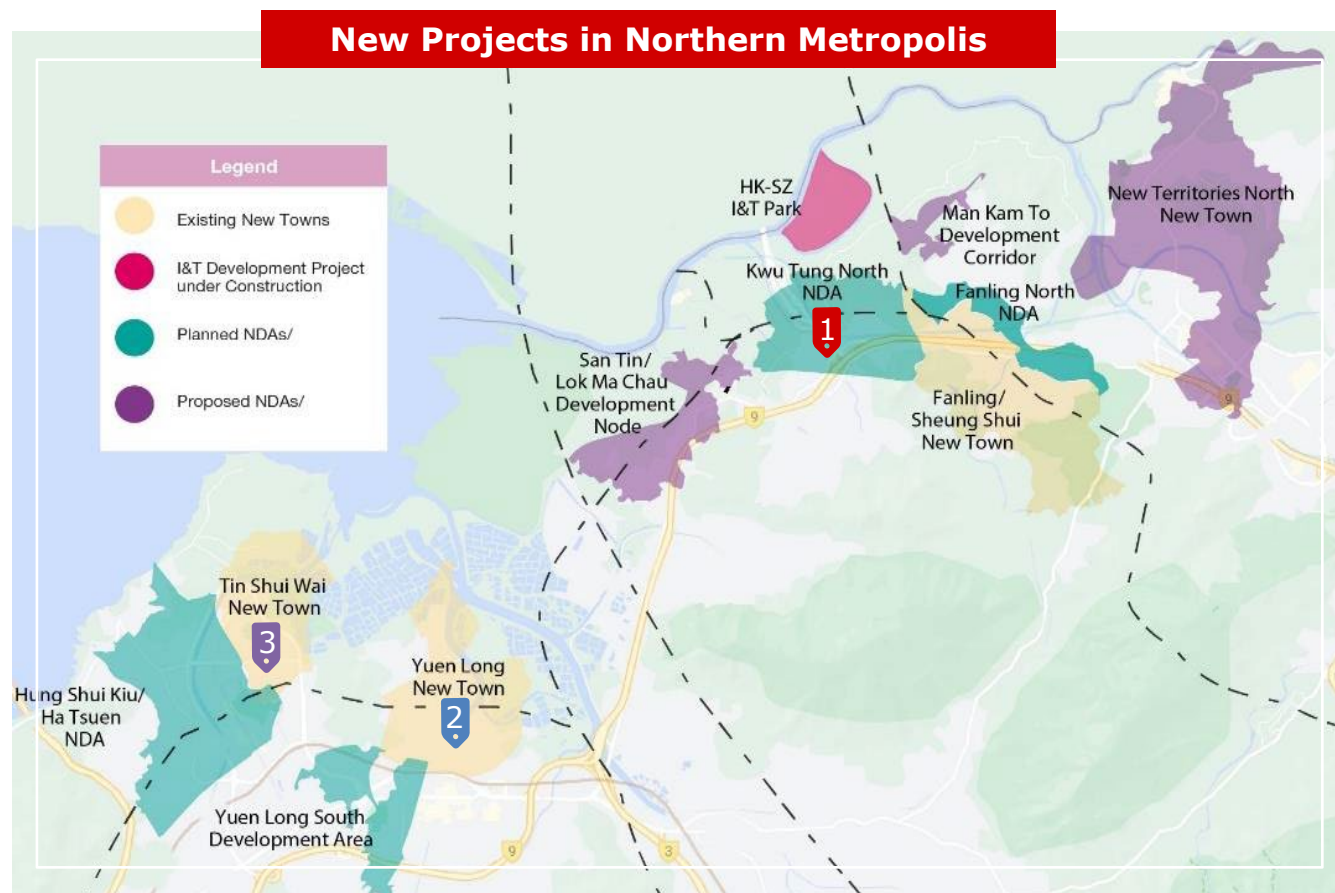 New Projects in Northern Metropolis
Legend
Existing New Towns
I&T Development Project
under Construction
Planned NDAs/
Proposed NDAs/
HK-SZ
I&T Park
Man Kam To
Development
Corridor
New Territories North
New Town
Kwu Tung North
NDA
1
Fanling North
NDA
San Tin/
Lok Ma Chau
Development
Node
9
9
Fanling/
Sheung Shui
New Town
Tin Shui Wai
New Town
3
Yuen Long
New Town
2
Hung Shui Kiu/
Ha Tsuen
NDA
Yuen Long South
Development Area
9
3